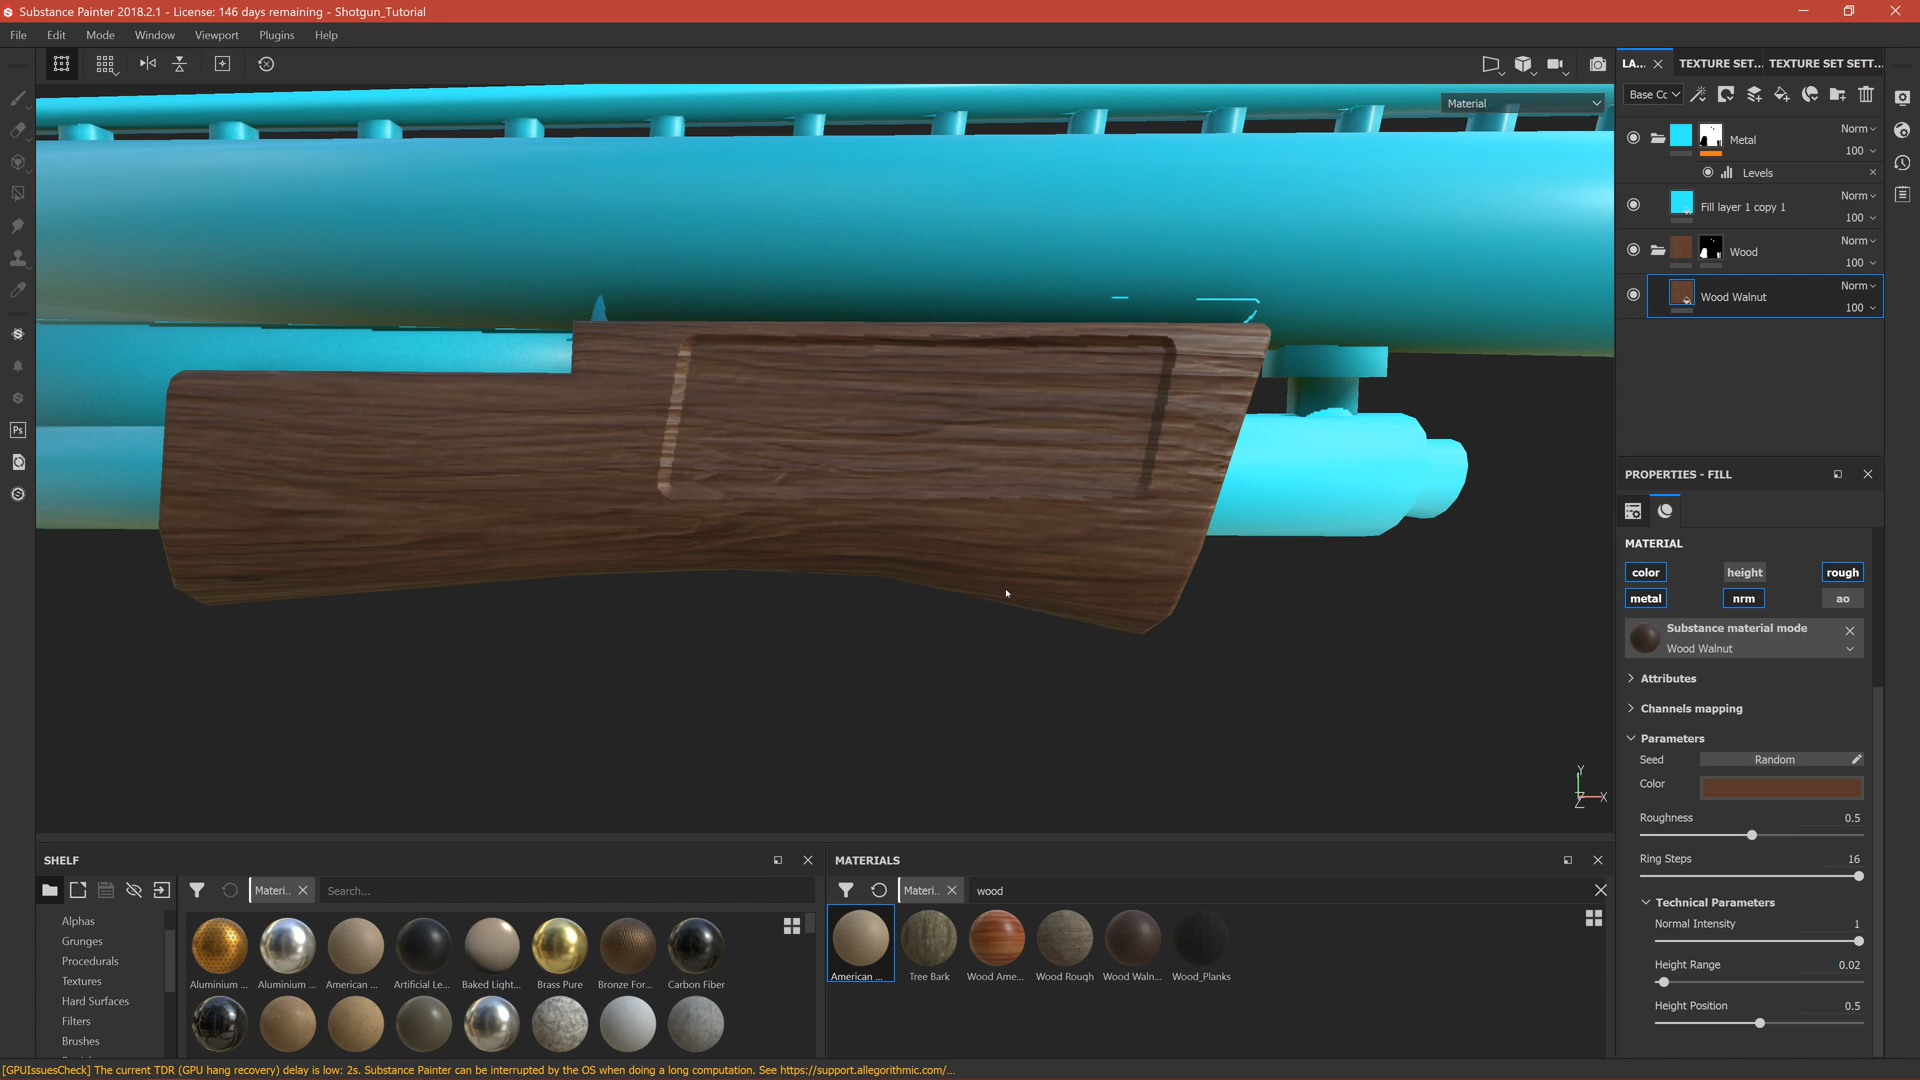 Substance Painter 2018.2.1 - License: 146 days remaining - Shotgun_Tutorial
File Edit Mode Window Viewport Plugins Help
LA... TEXTURE SET... TEXTURE SET SETT...
Material
Base Cc
Metal Norm 100
Levels
Fill layer 1 copy 1 Norm 100
Wood Norm 100
Wood Walnut Norm 100
Ps
PROPERTIES - FILL
MATERIAL
color height rough
metal nrm ao
Substance material mode
Wood Walnut
Attributes
Channels mapping
Parameters
Seed Random
Color
Roughness 0.5
Ring Steps 16
Technical Parameters
Normal Intensity 1
Height Range 0.02
Height Position 0.5
Y
Z X
SHELF
Materi.. Search...
Alphas
Grunges
Procedurals
Textures
Hard Surfaces
Filters
Brushes
Aluminium ... Aluminium ... American ... Artificial Le... Baked Light... Brass Pure Bronze For... Carbon Fiber
MATERIALS
Materi.. wood
American ... Tree Bark Wood Ame... Wood Rough Wood Waln... Wood_Planks
[GPUIssuesCheck] The current TDR (GPU hang recovery) delay is low: 2s. Substance Painter can be interrupted by the OS when doing a long computation. See https://support.allegorithmic.com/...